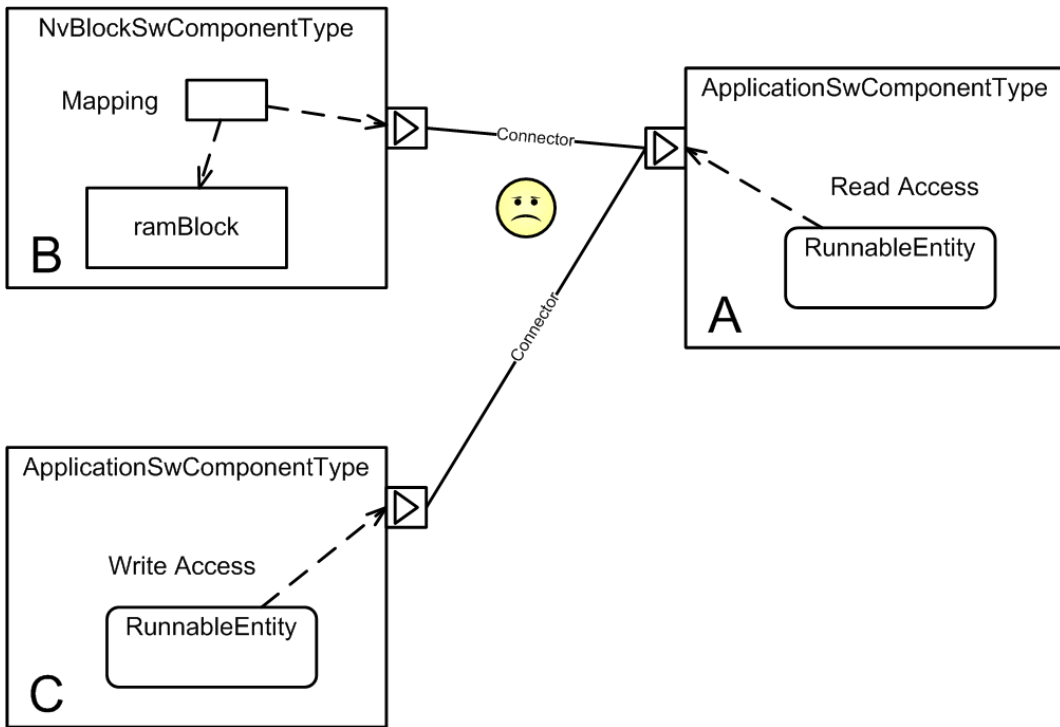 NvBlockSwComponentType
Mapping
ramBlock
B
Connector
ApplicationSwComponentType
Read Access
RunnableEntity
A
Connector
ApplicationSwComponentType
Write Access
RunnableEntity
C